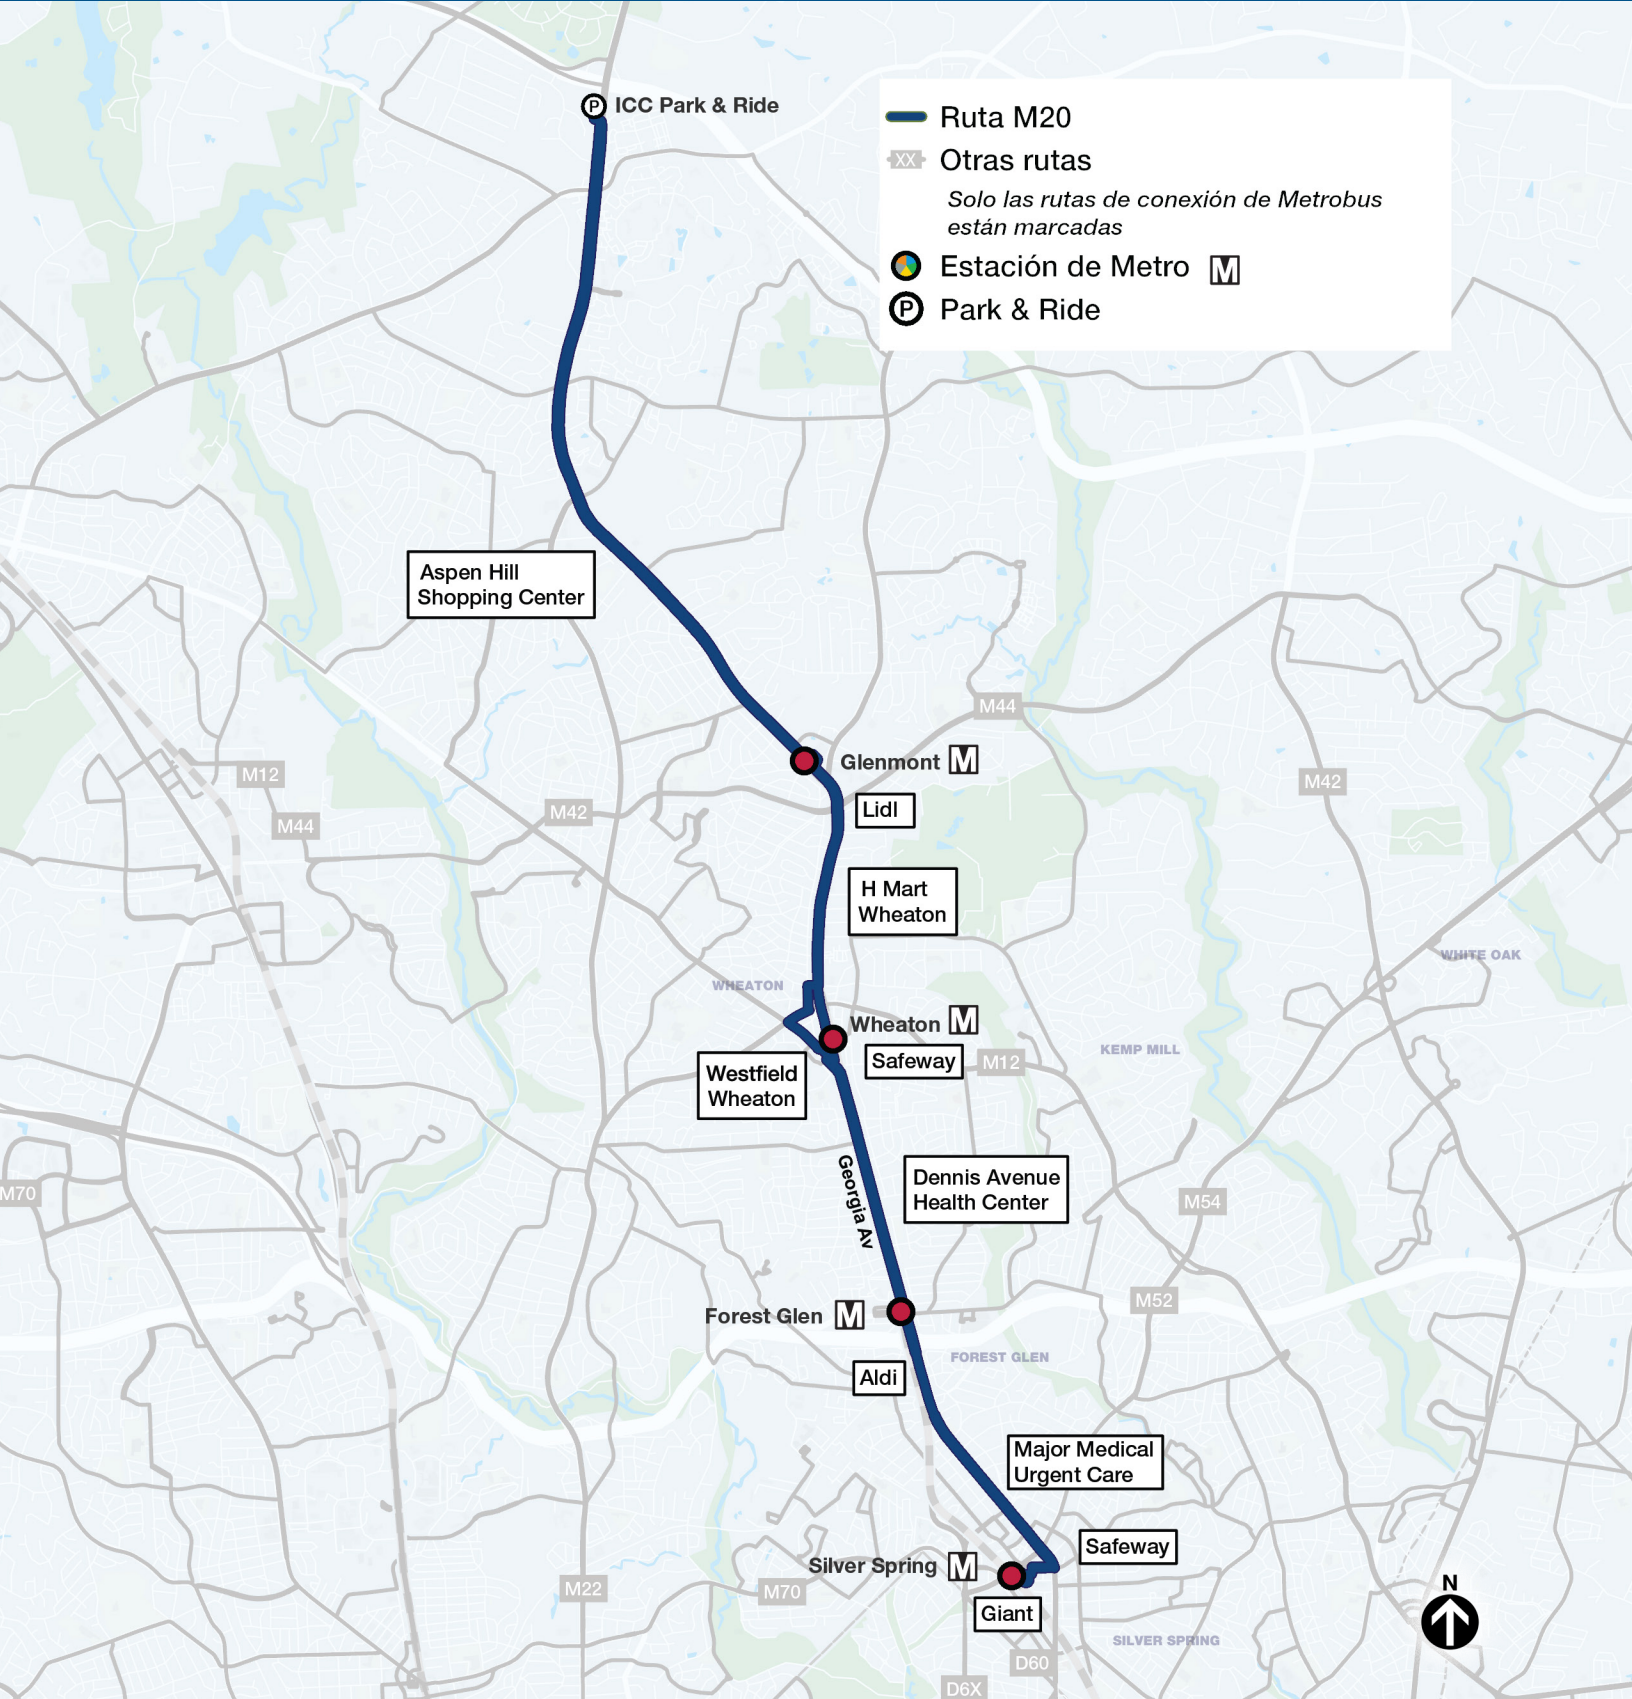 P ICC Park & Ride
Ruta M20
XX Otras rutas
Solo las rutas de conexión de Metrobus
están marcadas
Estación de Metro M
P Park & Ride
Aspen Hill
Shopping Center
M44
Glenmont M
M12
M42
M42
Lidl
M44
H Mart
Wheaton
WHITE OAK
WHEATON
Wheaton M
KEMP MILL
Safeway
M12
Westfield
Wheaton
Georgia Av
Dennis Avenue
Health Center
M70
M54
M52
Forest Glen M
FOREST GLEN
Aldi
Major Medical
Urgent Care
Safeway
Silver Spring M
M22
M70
N
Giant
SILVER SPRING
D60
D6X